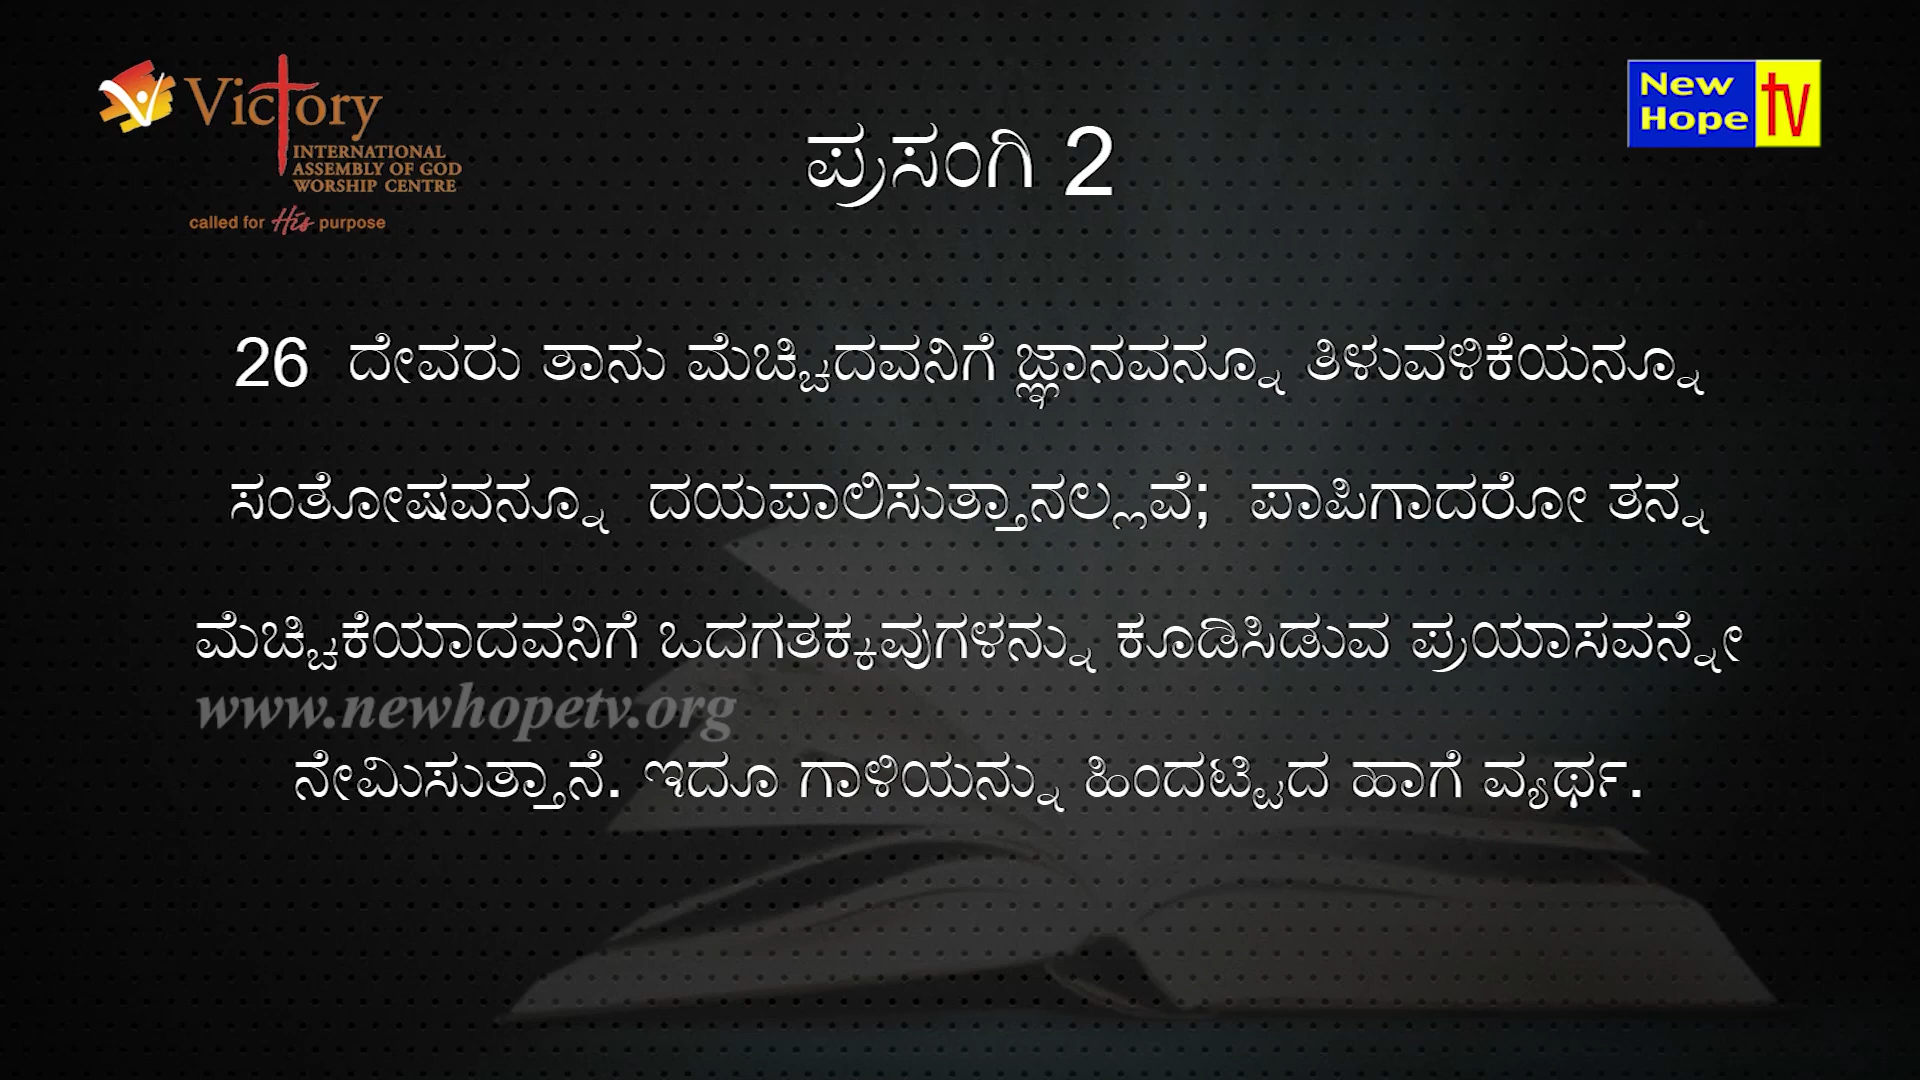 Victory
INTERNATIONAL
ASSEMBLY OF GOD
WORSHIP CENTRE
called for His purpose
New
Hope
tv
ಪ್ರಸಂಗಿ 2
26 ದೇವರು ತಾನು ಮೆಚ್ಚಿದವನಿಗೆ ಜ್ಞಾನವನ್ನೂ ತಿಳುವಳಿಕೆಯನ್ನೂ
ಸಂತೋಷವನ್ನೂ ದಯಪಾಲಿಸುತ್ತಾನಲ್ಲವೆ; ಪಾಪಿಗಾದರೋ ತನ್ನ
ಮೆಚ್ಚಿಕೆಯಾದವನಿಗೆ ಒದಗತಕ್ಕವುಗಳನ್ನು ಕೂಡಿಸಿಡುವ ಪ್ರಯಾಸವನ್ನೇ
www.newhopetv.org
ನೇಮಿಸುತ್ತಾನೆ. ಇದೂ ಗಾಳಿಯನ್ನು ಹಿಂದಟ್ಟಿದ ಹಾಗೆ ವ್ಯರ್ಥ.